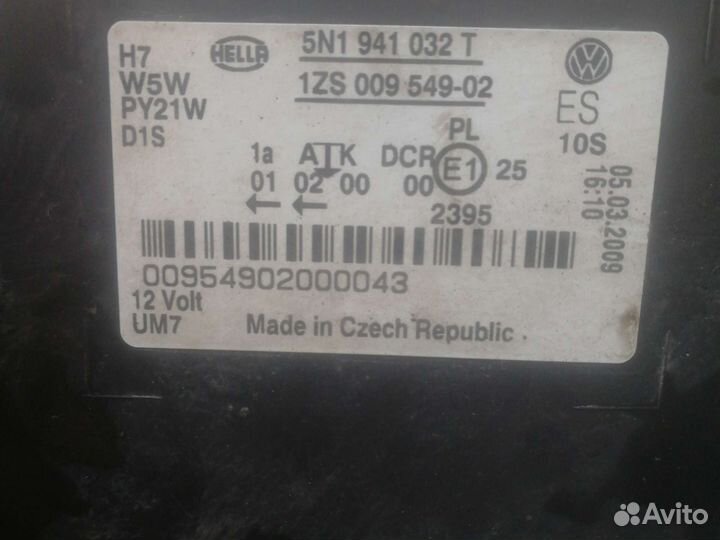 H7
W5W
PY21W
D1S
HELLA
5N1 941 032 T
1ZS 009 549-02
ES
10S
PL
1a ATK DCR
01 02 00 00 E1 25
2395
05.03.2009
16:10
00954902000043
12 Volt
UM7
Made in Czech Republic
Avito